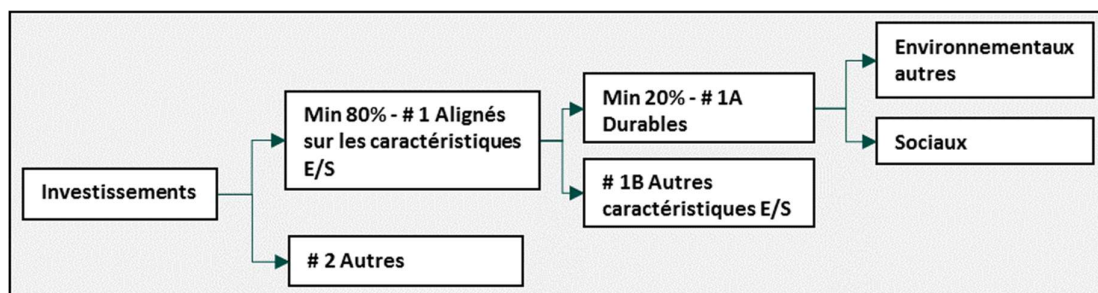 Investissements
Min 80% - # 1 Alignés
sur les caractéristiques
E/S
# 2 Autres
Min 20% - # 1A
Durables
# 1B Autres
caractéristiques E/S
Environnementaux
autres
Sociaux